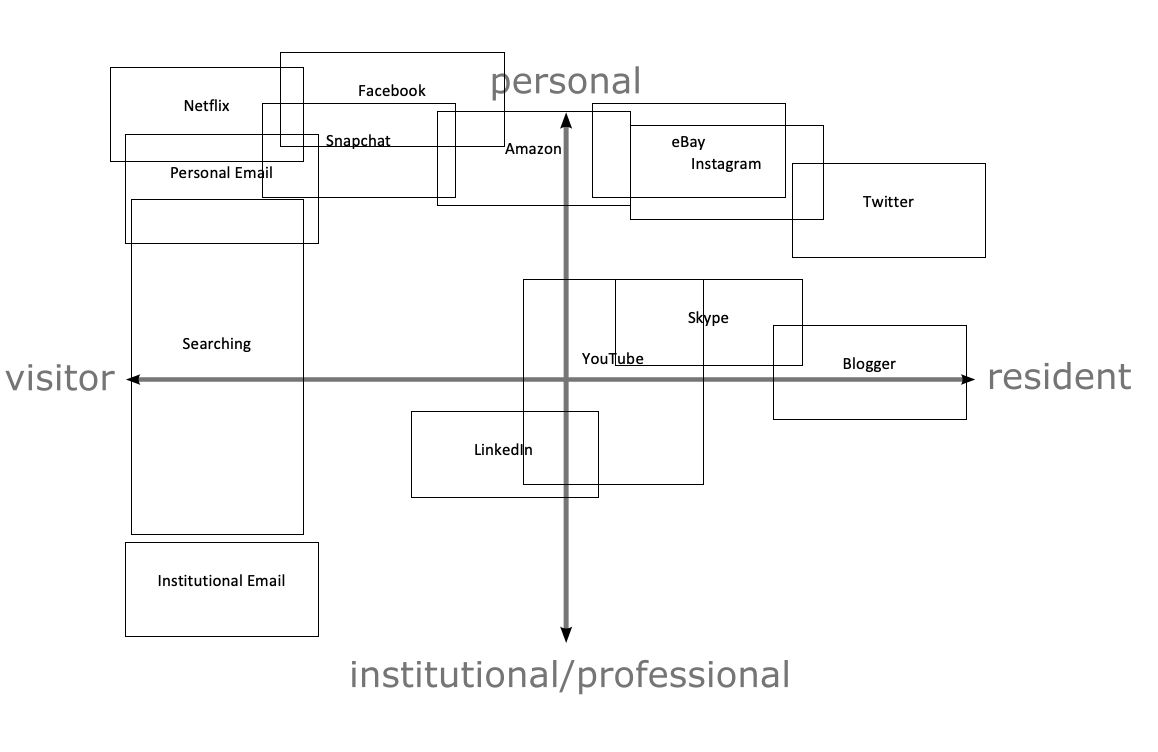 Facebook
personal
Netflix
Snapchat
eBay
Amazon
Instagram
Personal Email
Twitter
Skype
Searching
YouTube
Blogger
visitor
resident
LinkedIn
Institutional Email
institutional/professional